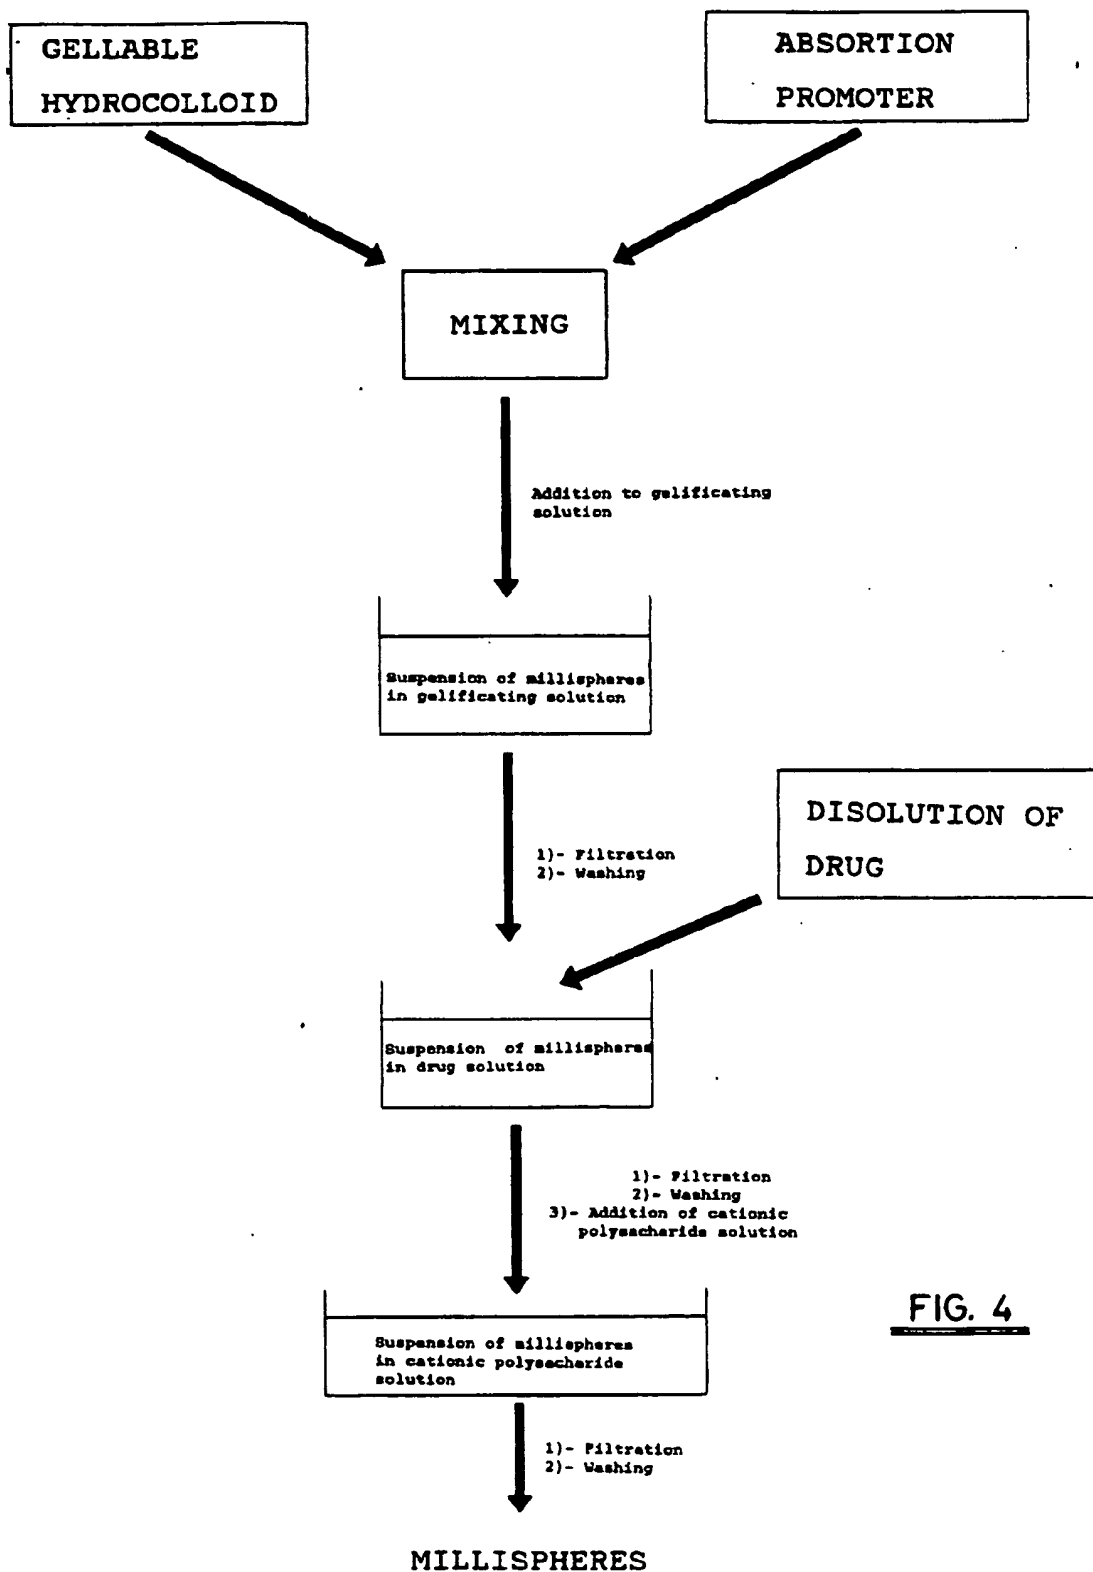 GELLABLE
HYDROCOLLOID
ABSORTION
PROMOTER
MIXING
Addition to gelificating
solution
Suspension of millispheres
in gelificating solution
1)- Filtration
2)- Washing
DISOLUTION OF
DRUG
Suspension of millispheres
in drug solution
1)- Filtration
2)- Washing
3)- Addition of cationic
polysacharide solution
Suspension of millispheres
in cationic polysacharide
solution
FIG. 4
1)- Filtration
2)- Washing
MILLISPHERES